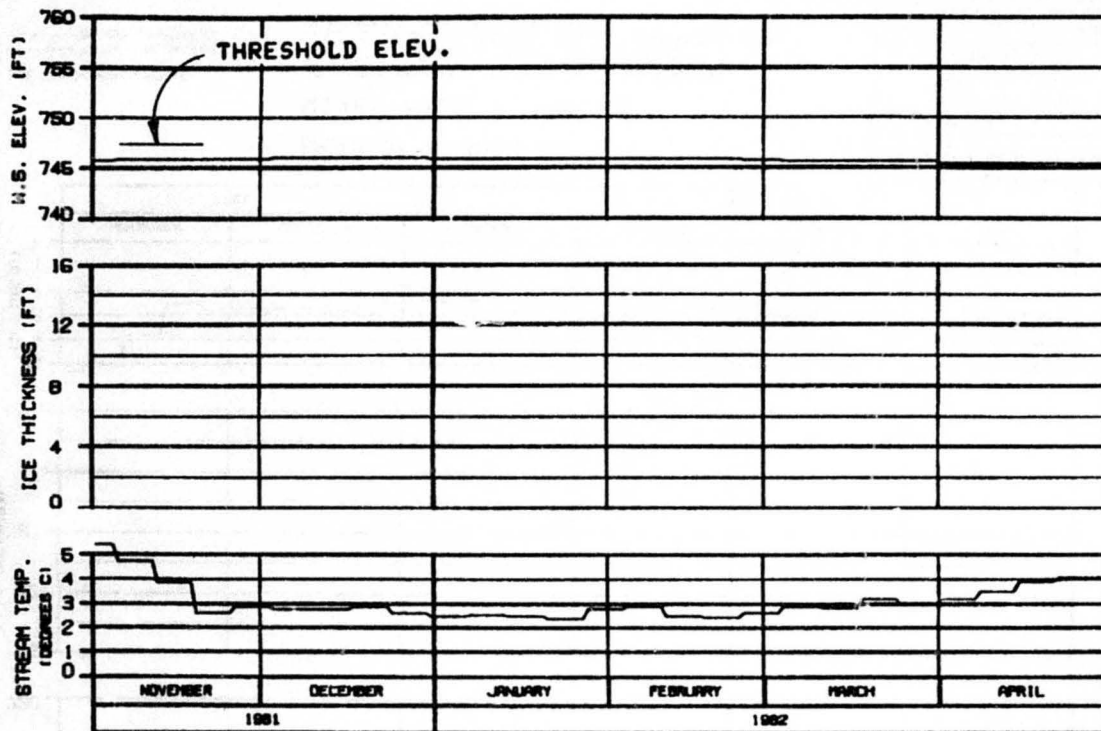 760
THRESHOLD ELEV.
755
750
745
740
W.S. ELEV. (FT)
16
12
8
4
0
ICE THICKNESS (FT)
5
4
3
2
1
0
STREAM TEMP.
(DEGREES C)
NOVEMBER DECEMBER JANUARY FEBRUARY MARCH APRIL
1981 1982